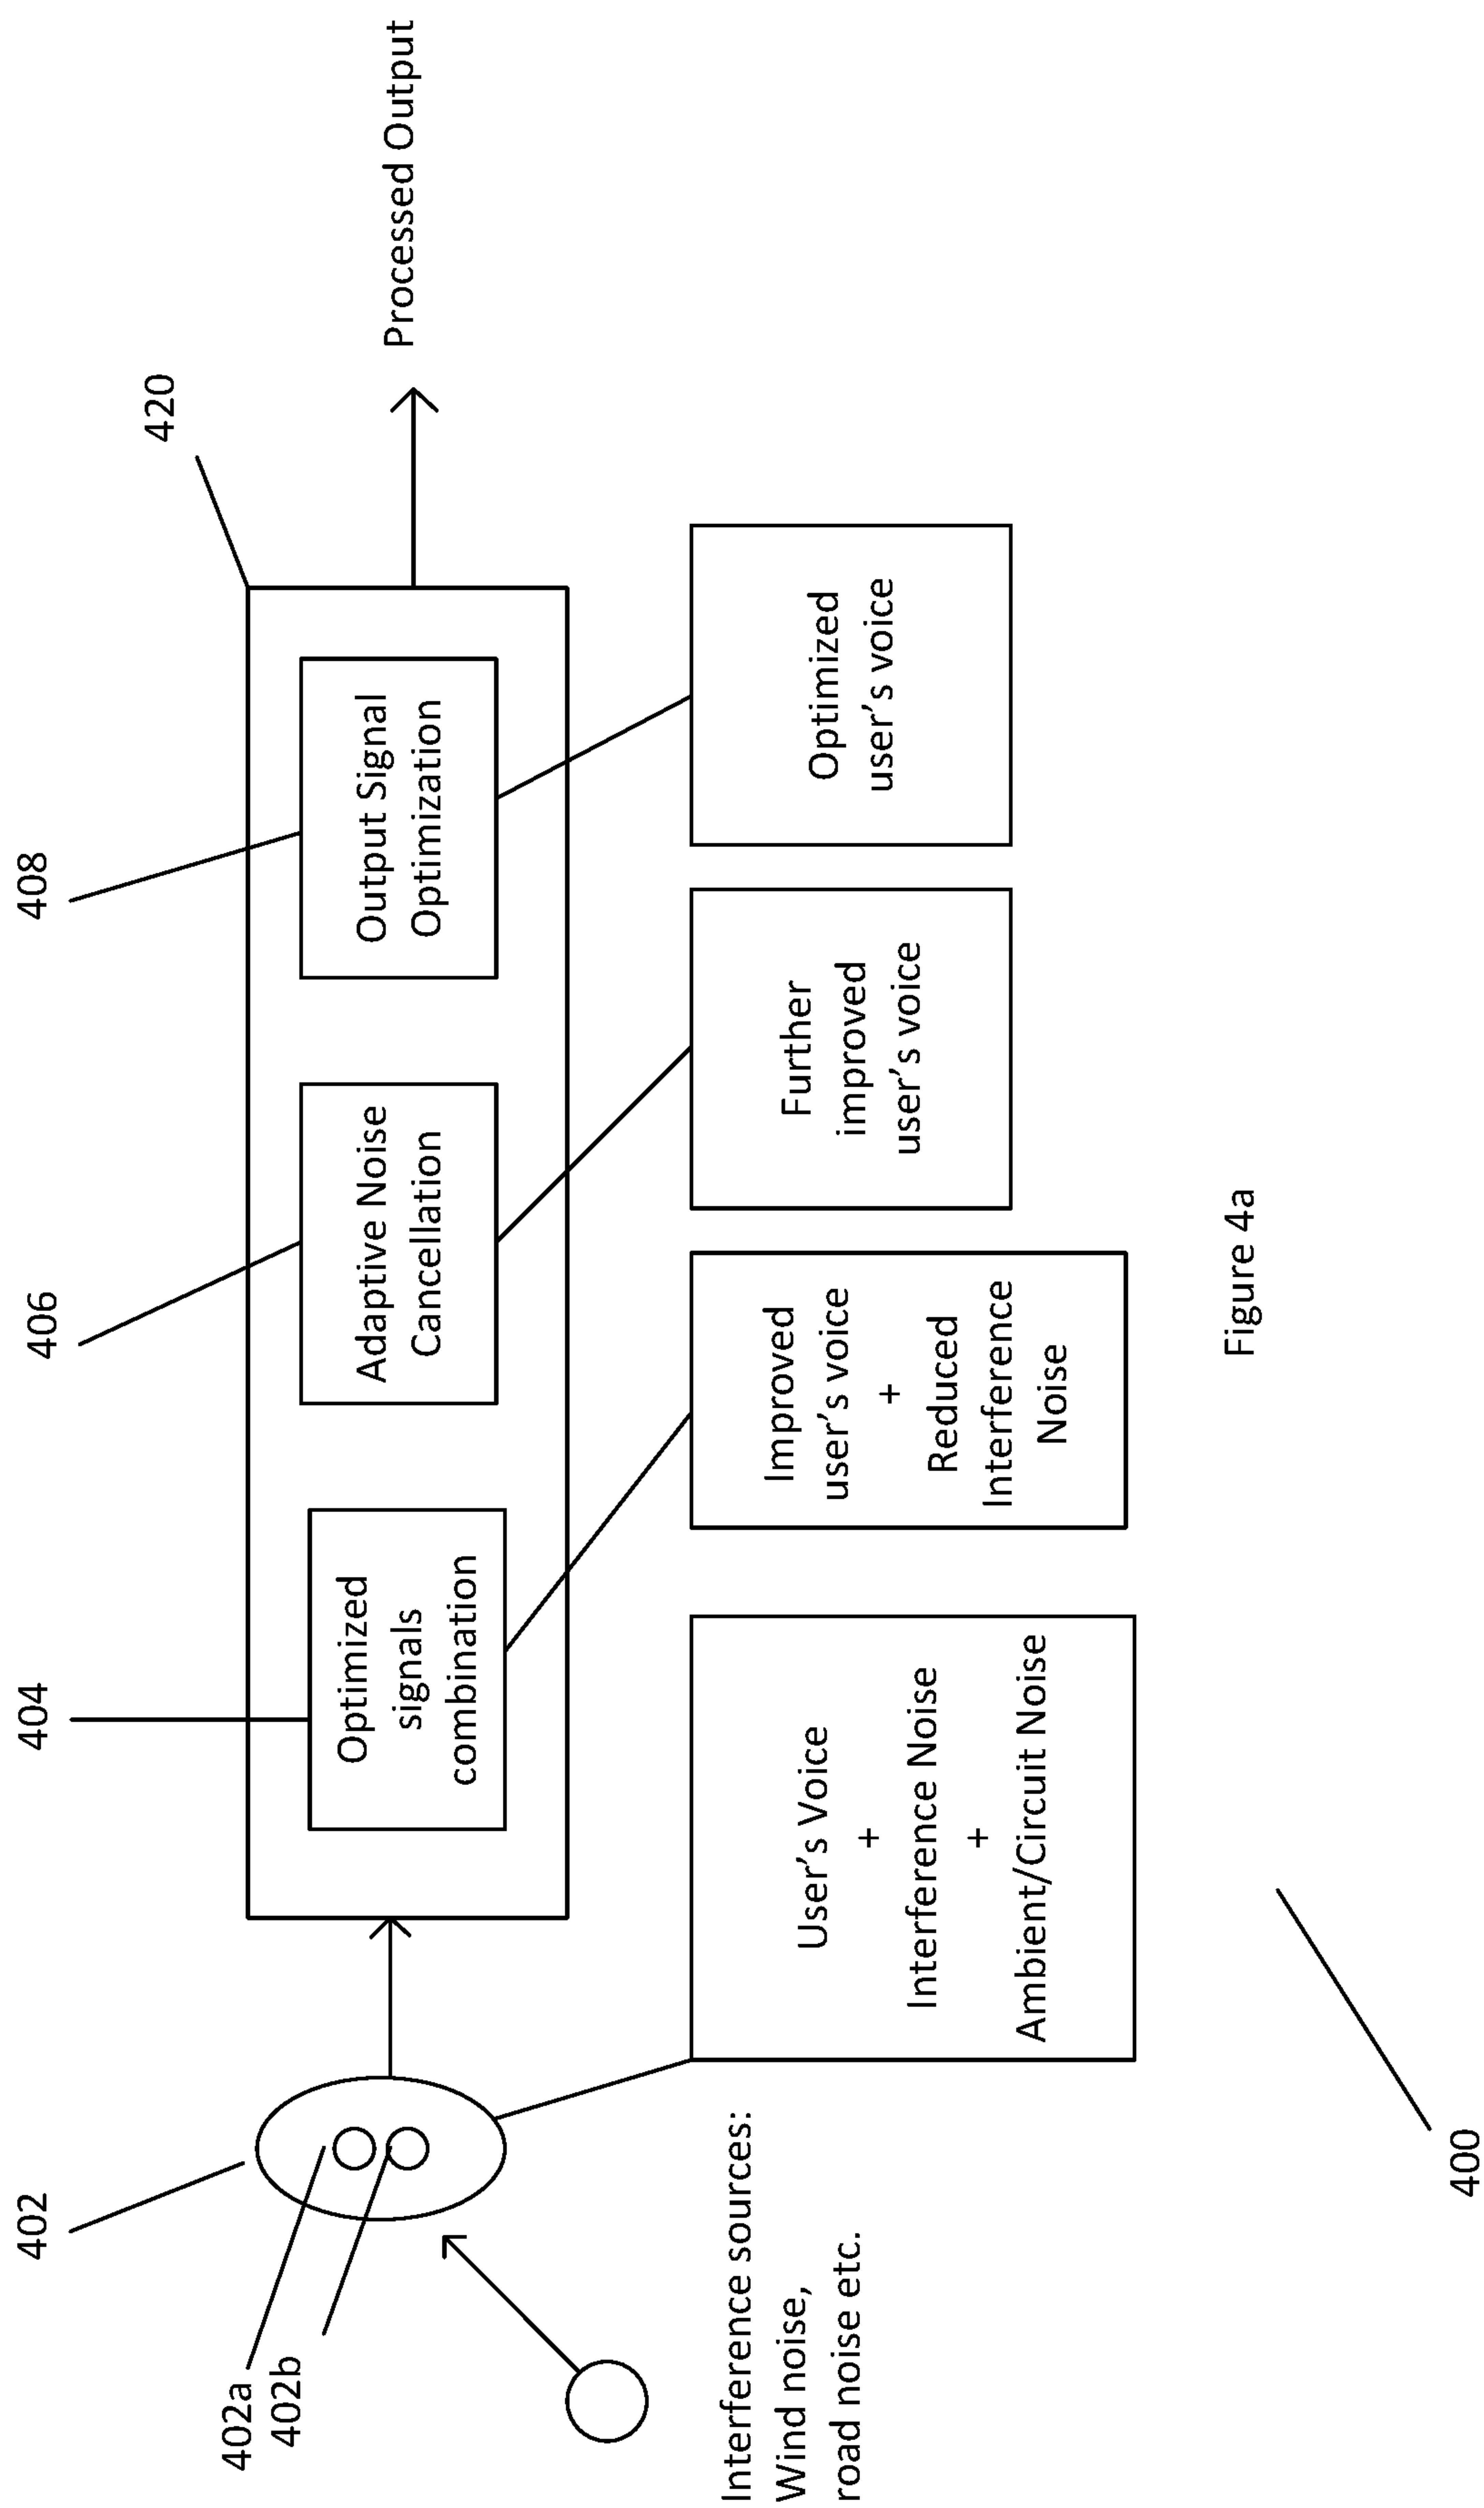 402
404
406
408
420
402a
402b
Optimized
signals
combination
Adaptive Noise
Cancellation
Output Signal
Optimization
Processed Output
Interference sources:
Wind noise,
road noise etc.
User's Voice
+
Interference Noise
+
Ambient/Circuit Noise
Improved
user's voice
+
Reduced
Interference
Noise
Further
improved
user's voice
Optimized
user's voice
400
Figure 4a